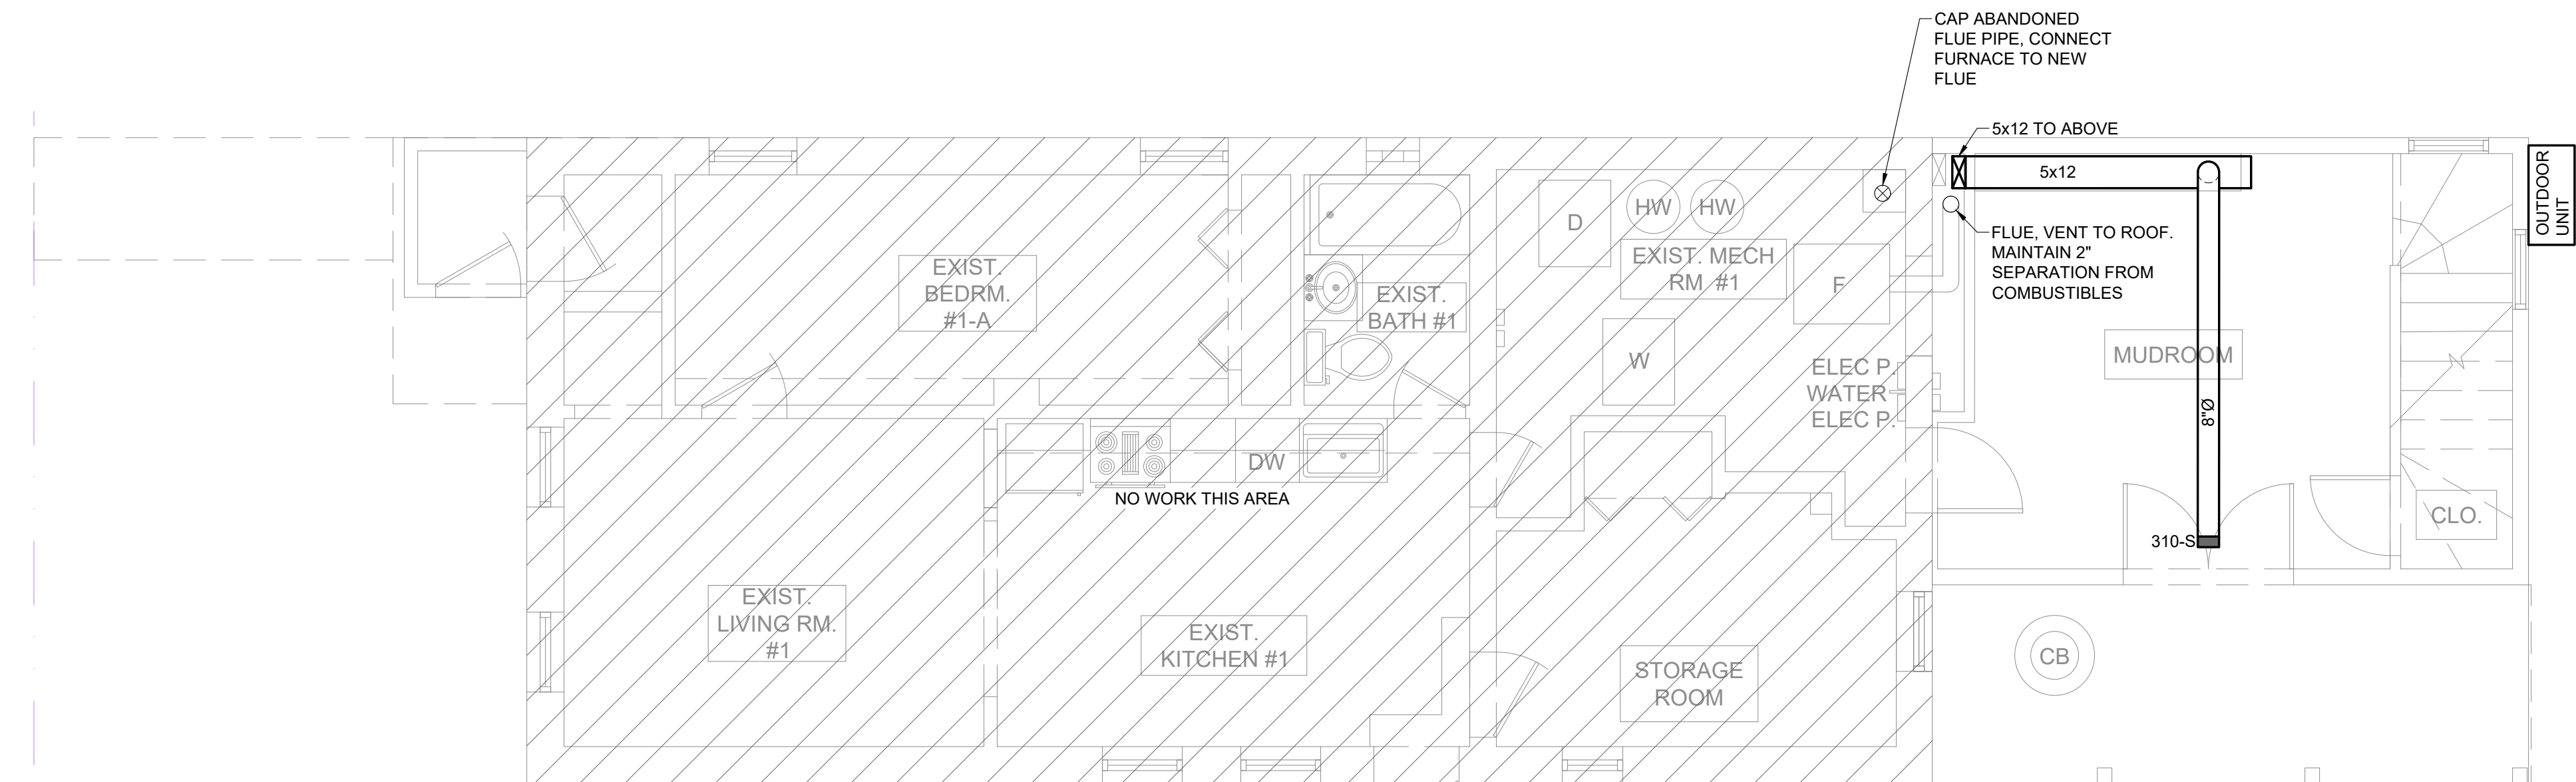 CAP ABANDONED
FLUE PIPE, CONNECT
FURNACE TO NEW
FLUE
5x12 TO ABOVE
5x12
OUTDOOR
UNIT
FLUE, VENT TO ROOF.
MAINTAIN 2"
SEPARATION FROM
COMBUSTIBLES
D
HW
HW
EXIST. MECH
RM #1
F
W
ELEC P.
WATER
ELEC P.
EXIST.
BEDRM.
#1-A
EXIST.
BATH #1
MUDROOM
8"Ø
DW
NO WORK THIS AREA
CLO.
310-S
EXIST.
LIVING RM.
#1
EXIST.
KITCHEN #1
STORAGE
ROOM
CB